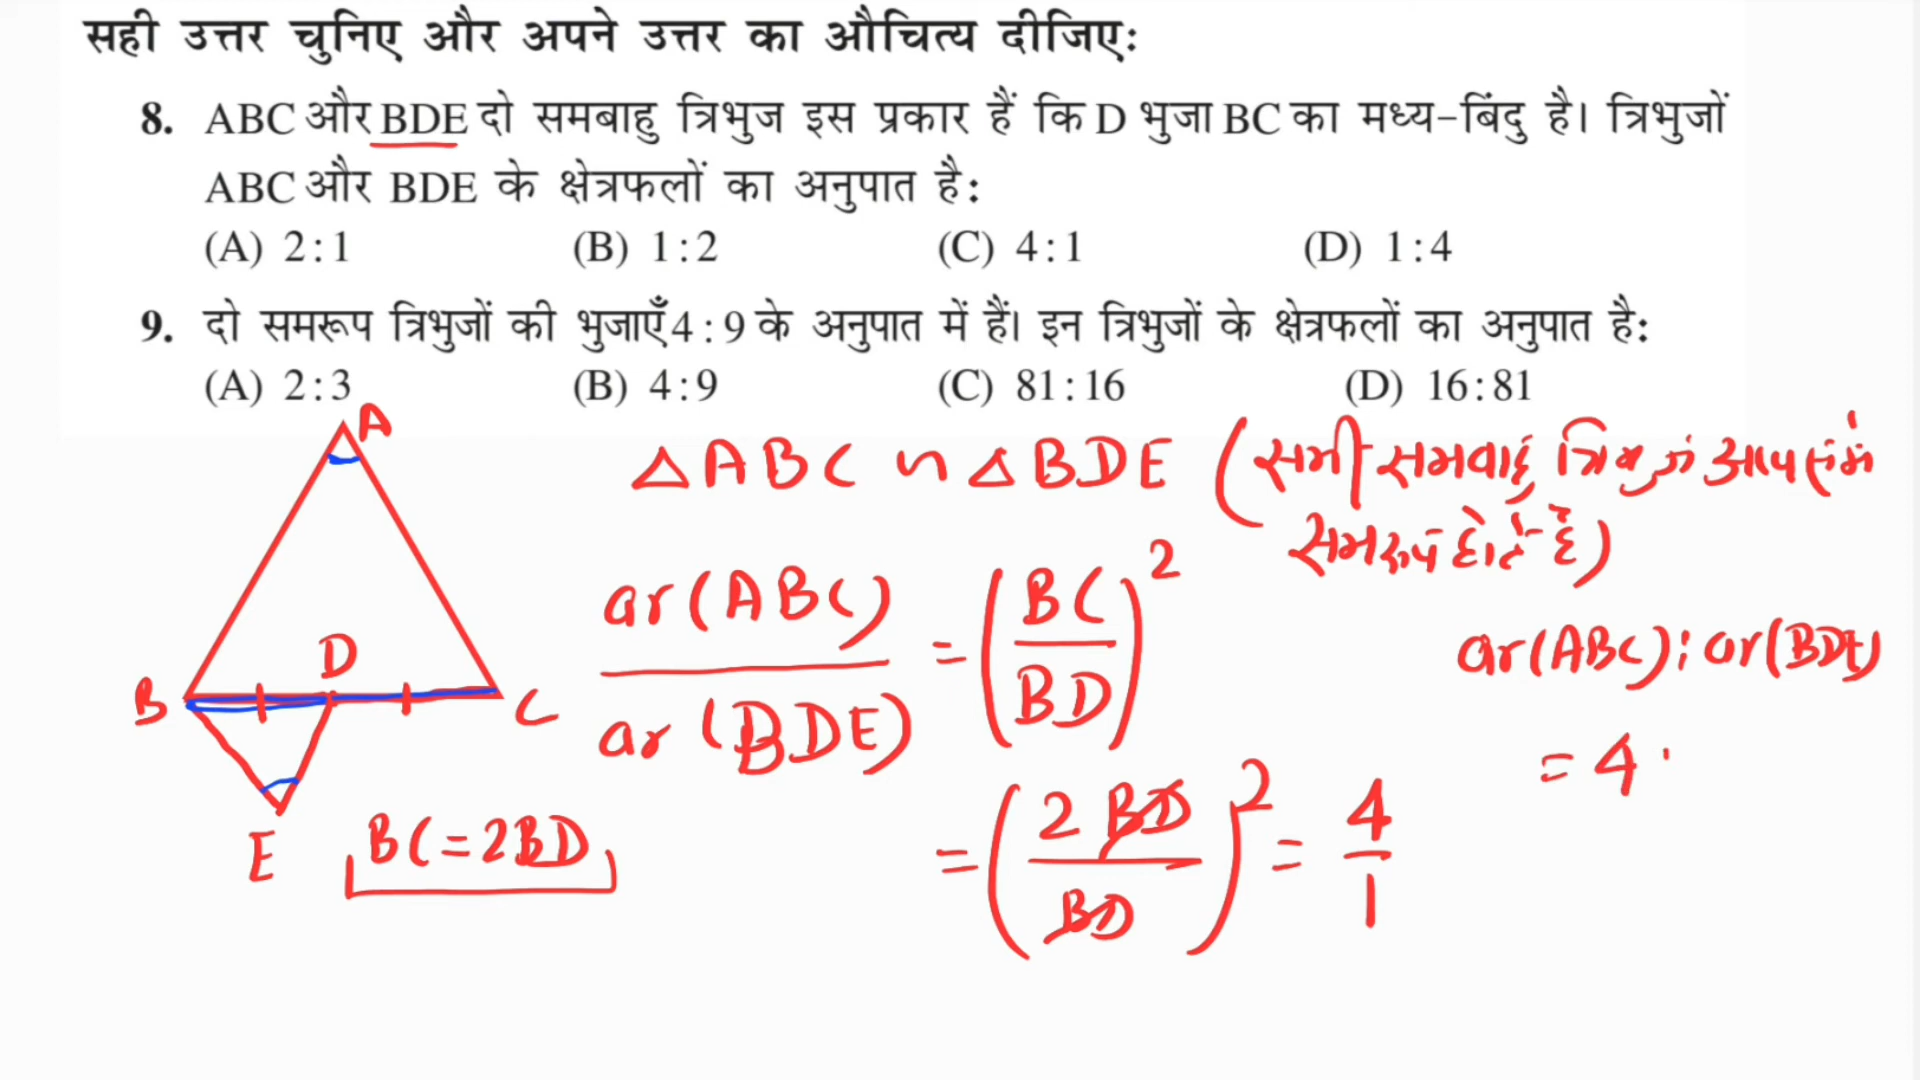 सही उत्तर चुनिए और अपने उत्तर का औचित्य दीजिए:
8. ABC और BDE दो समबाहु त्रिभुज इस प्रकार हैं कि D भुजा BC का मध्य-बिंदु है। त्रिभुजों
ABC और BDE के क्षेत्रफलों का अनुपात है:
(A) 2:1 (B) 1:2 (C) 4:1 (D) 1:4
9. दो समरूप त्रिभुजों की भुजाएँ 4 : 9 के अनुपात में हैं। इन त्रिभुजों के क्षेत्रफलों का अनुपात है:
(A) 2:3 (B) 4:9 (C) 81:16 (D) 16:81
A
B
D
C
E
BC=2BD
△ABC ~ △BDE (सभी समबाहु त्रिभुज
समरूप होते हैं)
ar(ABC)/ar(BDE) = (BC/BD)²
= (2BD/BD)² = 4/1
ar(ABC) : ar(BDE)
= 4